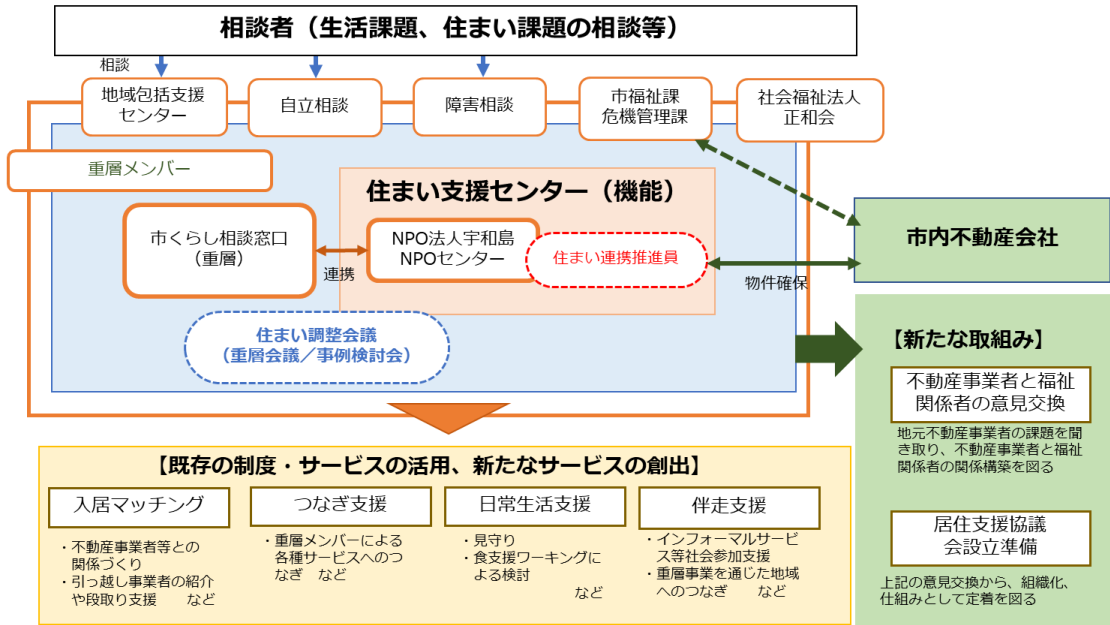 相談者（生活課題、住まい課題の相談等）
相談
地域包括支援
センター
自立相談
障害相談
市福祉課
危機管理課
社会福祉法人
正和会
重層メンバー
住まい支援センター（機能）
市くらし相談窓口
（重層）
連携
NPO法人宇和島
NPOセンター
住まい連携推進員
物件確保
市内不動産会社
住まい調整会議
（重層会議／事例検討会）
【新たな取組み】
不動産事業者と福祉
関係者の意見交換
地元不動産事業者の課題を聞
き取り、不動産事業者と福祉
関係者の関係構築を図る
居住支援協議
会設立準備
上記の意見交換から、組織化、
仕組みとして定着を図る
【既存の制度・サービスの活用、新たなサービスの創出】
入居マッチング
・不動産事業者等との
関係づくり
・引っ越し事業者の紹介
や段取り支援　　など
つなぎ支援
・重層メンバーによる
各種サービスへのつ
なぎ　など
日常生活支援
・見守り
・食支援ワーキングに
よる検討
など
伴走支援
・インフォーマルサービ
ス等社会参加支援
・重層事業を通じた地域
へのつなぎ　　など